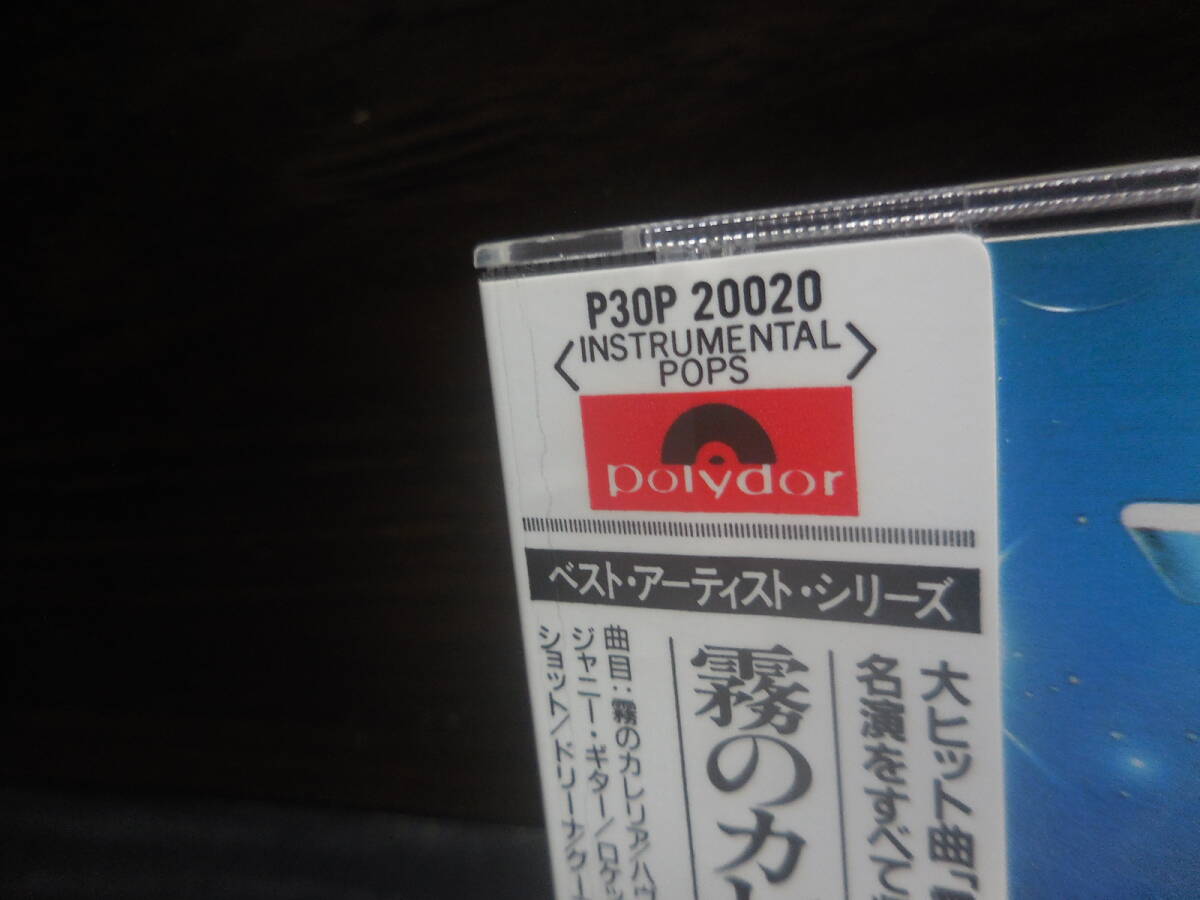 P30P 20020
〈INSTRUMENTAL
POPS〉
polydor
ベスト・アーティスト・シリーズ
大ヒット曲「
名演をすべて
霧のカ
曲目：霧のカレリア/ハヴ
ジャニー・ギター/ロケッ
ショット/ドリーナ/ゲー